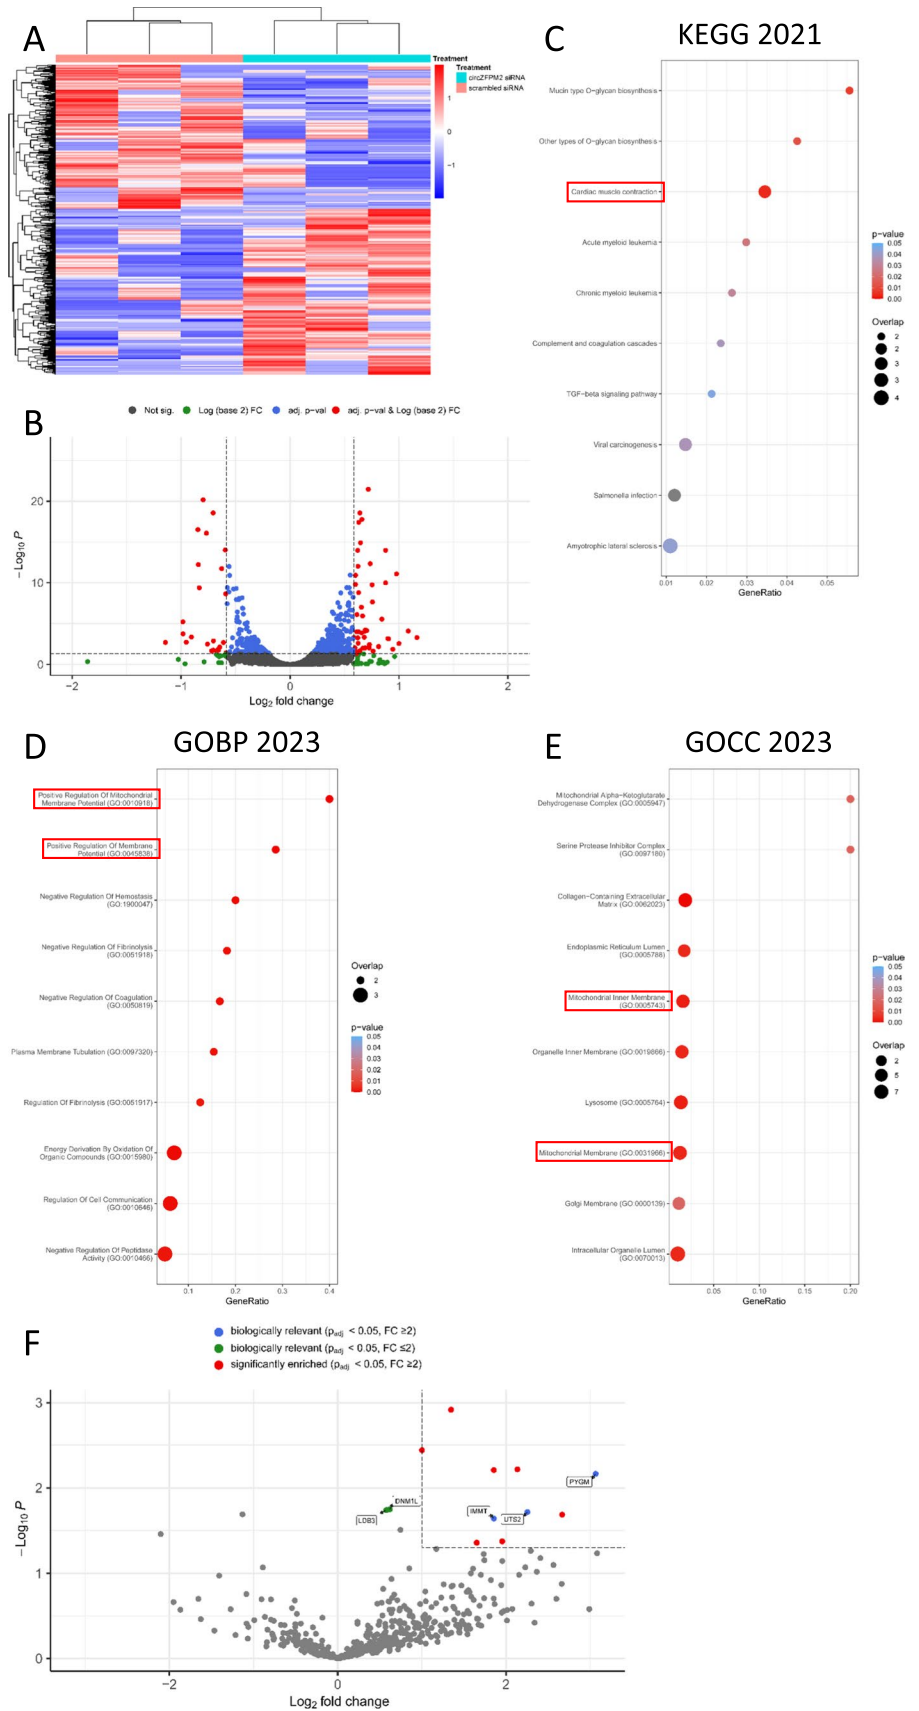 A
Treatment
1
0
−1
Treatment
circZFPM2 siRNA
scrambled siRNA
B
Not sig.
Log (base 2) FC
adj. p-val
adj. p-val & Log (base 2) FC
− Log10 P
20
10
0
−2
−1
0
1
2
Log2 fold change
C
KEGG 2021
Mucin type O−glycan biosynthesis
Other types of O−glycan biosynthesis
Cardiac muscle contraction
Acute myeloid leukemia
Chronic myeloid leukemia
Complement and coagulation cascades
TGF−beta signaling pathway
Viral carcinogenesis
Salmonella infection
Amyotrophic lateral sclerosis
0.01
0.02
0.03
0.04
0.05
GeneRatio
p−value
0.05
0.04
0.03
0.02
0.01
0.00
Overlap
2
2
3
3
4
D
GOBP 2023
Positive Regulation Of Mitochondrial
Membrane Potential (GO:0010918)
Positive Regulation Of Membrane
Potential (GO:0045838)
Negative Regulation Of Hemostasis
(GO:1900047)
Negative Regulation Of Fibrinolysis
(GO:0051918)
Negative Regulation Of Coagulation
(GO:0050819)
Plasma Membrane Tubulation (GO:0097320)
Regulation Of Fibrinolysis (GO:0051917)
Energy Derivation By Oxidation Of
Organic Compounds (GO:0015980)
Regulation Of Cell Communication
(GO:0010646)
Negative Regulation Of Peptidase
Activity (GO:0010466)
0.1
0.2
0.3
0.4
GeneRatio
Overlap
2
3
p−value
0.05
0.04
0.03
0.02
0.01
0.00
E
GOCC 2023
Mitochondrial Alpha−Ketoglutarate
Dehydrogenase Complex (GO:0005947)
Serine Protease Inhibitor Complex
(GO:0097180)
Collagen−Containing Extracellular
Matrix (GO:0062023)
Endoplasmic Reticulum Lumen
(GO:0005788)
Mitochondrial Inner Membrane
(GO:0005743)
Organelle Inner Membrane (GO:0019866)
Lysosome (GO:0005764)
Mitochondrial Membrane (GO:0031966)
Golgi Membrane (GO:0000139)
Intracellular Organelle Lumen
(GO:0070013)
0.05
0.10
0.15
0.20
GeneRatio
p−value
0.05
0.04
0.03
0.02
0.01
0.00
Overlap
2
5
7
F
biologically relevant (padj < 0.05, FC ≥2)
biologically relevant (padj < 0.05, FC ≤2)
significantly enriched (padj < 0.05, FC ≥2)
− Log10 P
3
2
1
0
PYGM
DNM1L
LDB3
IMMT
UTS2
−2
0
2
Log2 fold change